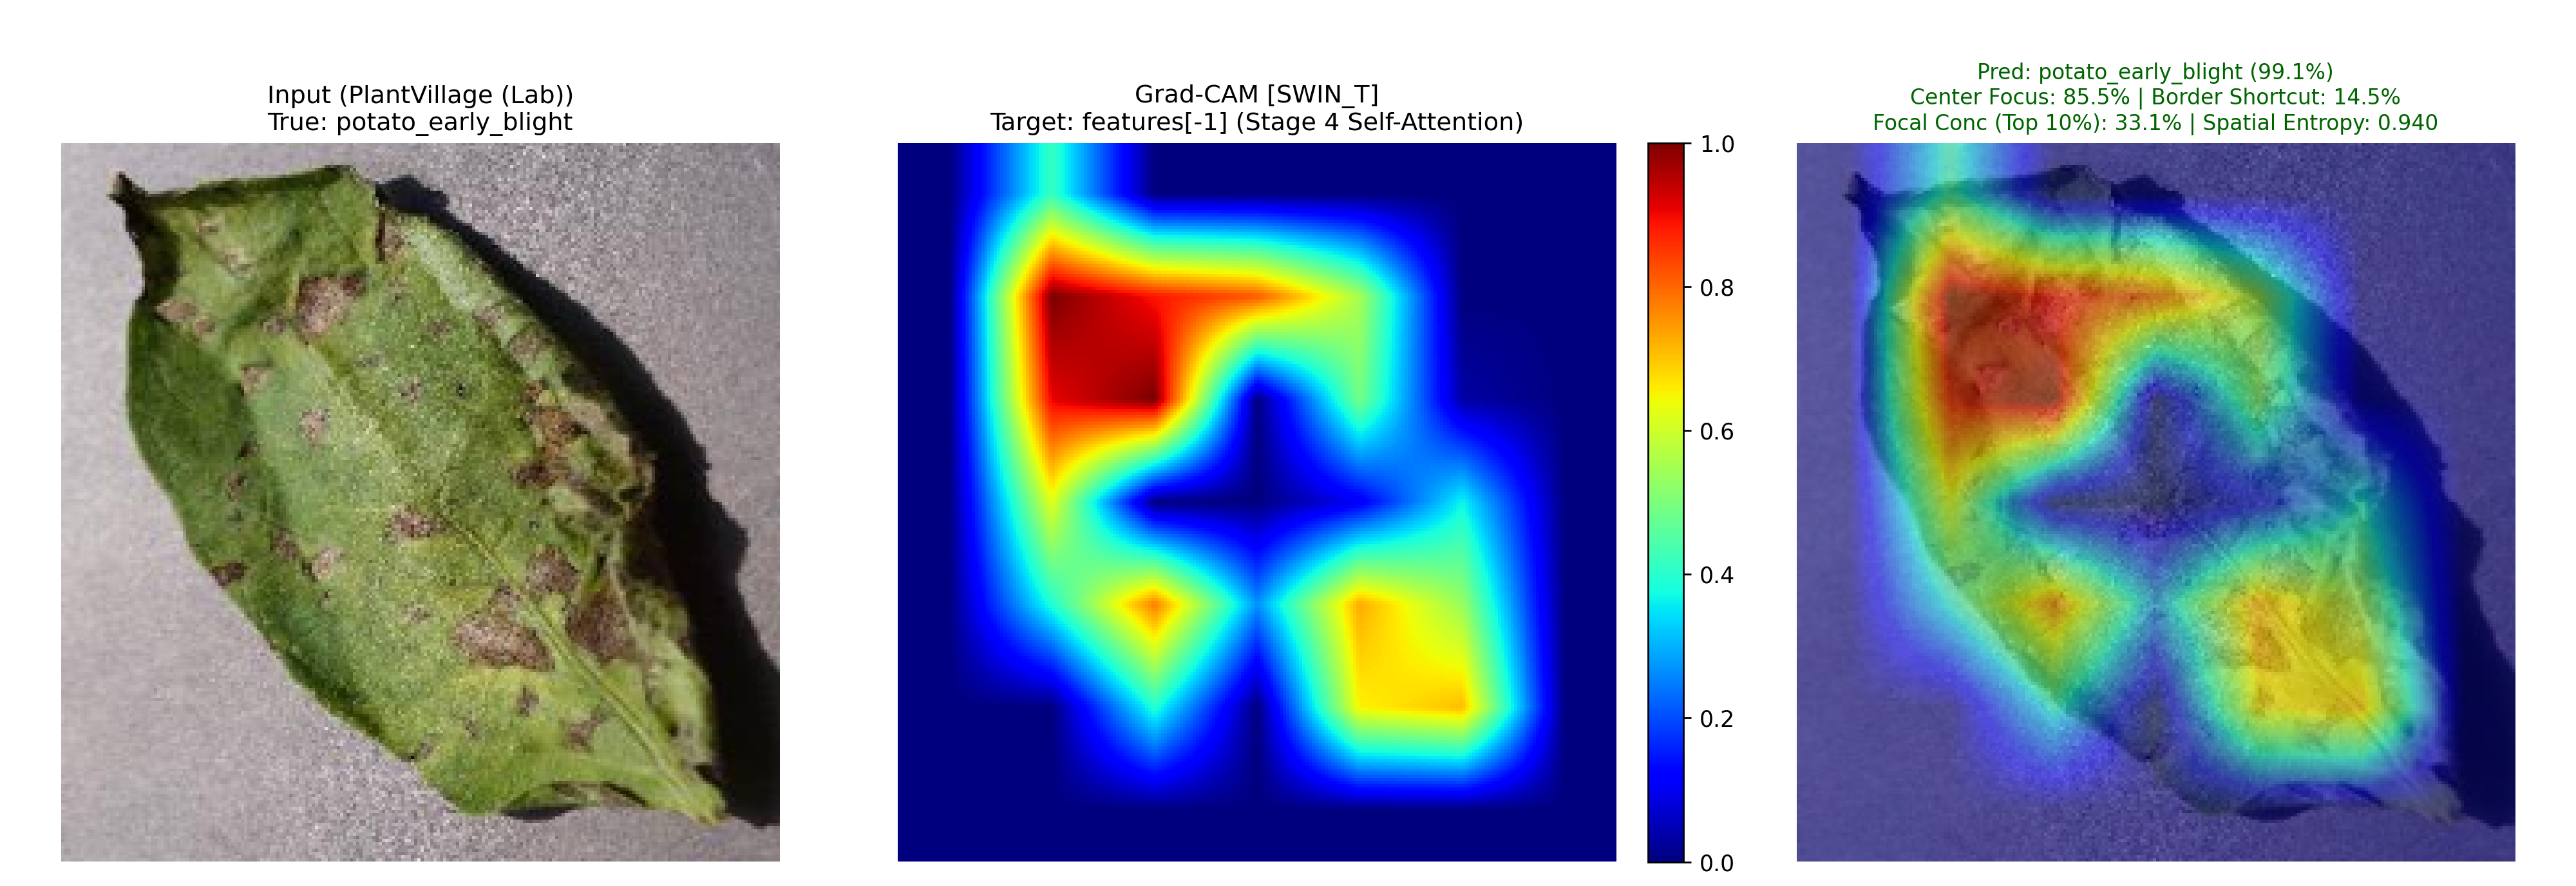 Input (PlantVillage (Lab))
True: potato_early_blight
Grad-CAM [SWIN_T]
Target: features[-1] (Stage 4 Self-Attention)
1.0
0.8
0.6
0.4
0.2
0.0
Pred: potato_early_blight (99.1%)
Center Focus: 85.5% | Border Shortcut: 14.5%
Focal Conc (Top 10%): 33.1% | Spatial Entropy: 0.940